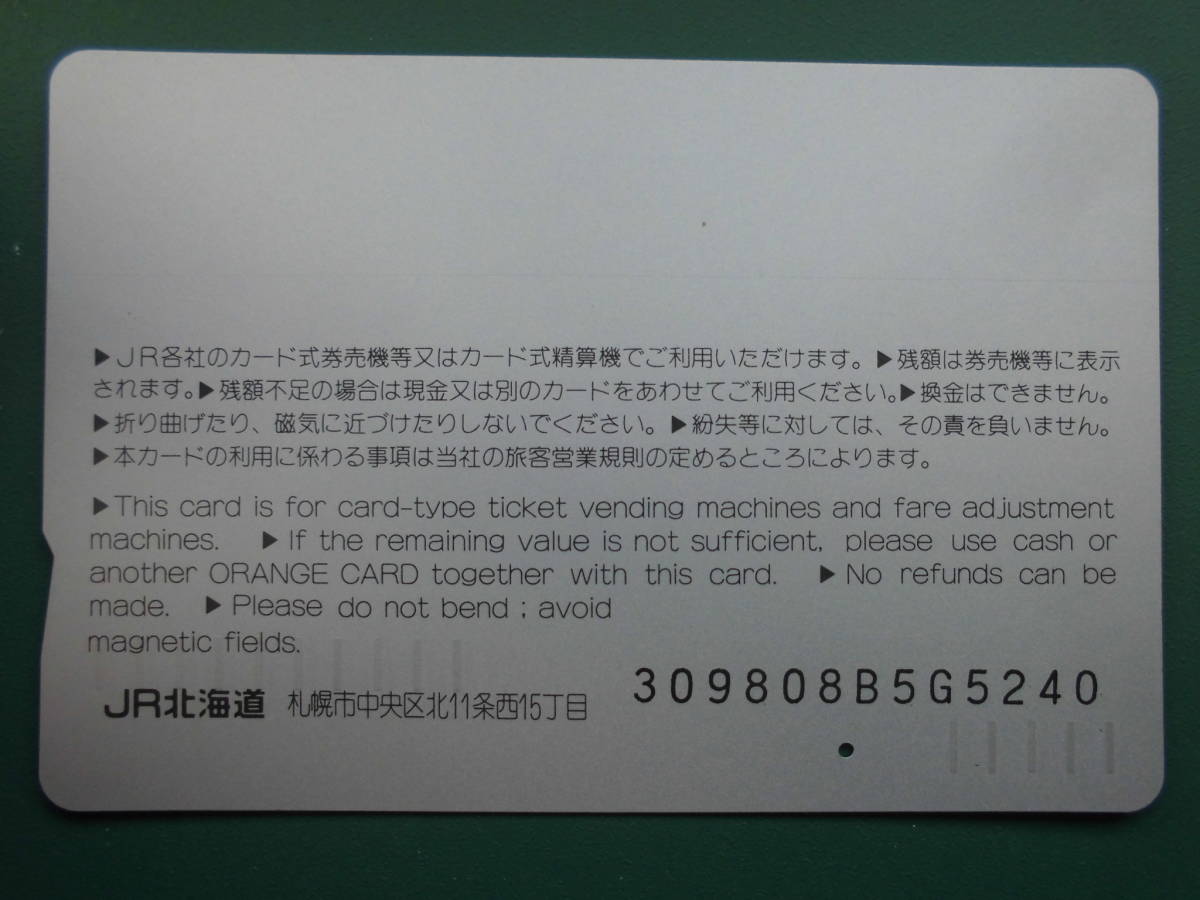 ▶JR各社のカード式券売機等又はカード式精算機でご利用いただけます。▶残額は券売機等に表示
されます。▶残額不足の場合は現金又は別のカードをあわせてご利用ください。▶換金はできません。
▶折り曲げたり、磁気に近づけたりしないでください。▶紛失等に対しては、その責を負いません。
▶本カードの利用に係わる事項は当社の旅客営業規則の定めるところによります。
▶This card is for card-type ticket vending machines and fare adjustment
machines. ▶If the remaining value is not sufficient, please use cash or
another ORANGE CARD together with this card. ▶No refunds can be
made. ▶Please do not bend ; avoid
magnetic fields.
309808B5G5240
JR北海道 札幌市中央区北11条西15丁目